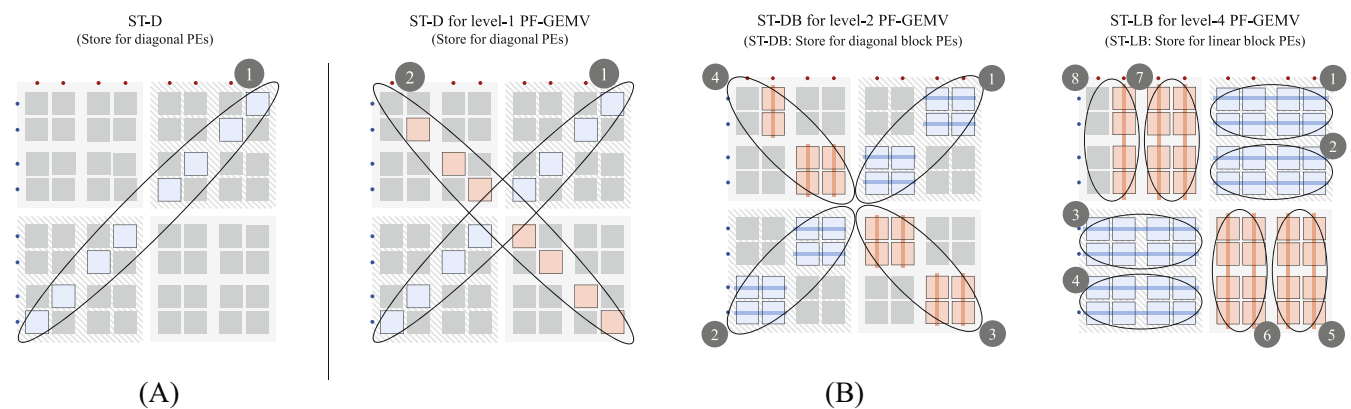 ST-D
(Store for diagonal PEs)
1
ST-D for level-1 PF-GEMV
(Store for diagonal PEs)
2
1
ST-DB for level-2 PF-GEMV
(ST-DB: Store for diagonal block PEs)
4
1
2
3
ST-LB for level-4 PF-GEMV
(ST-LB: Store for linear block PEs)
8
7
1
2
3
4
6
5
(A)
(B)